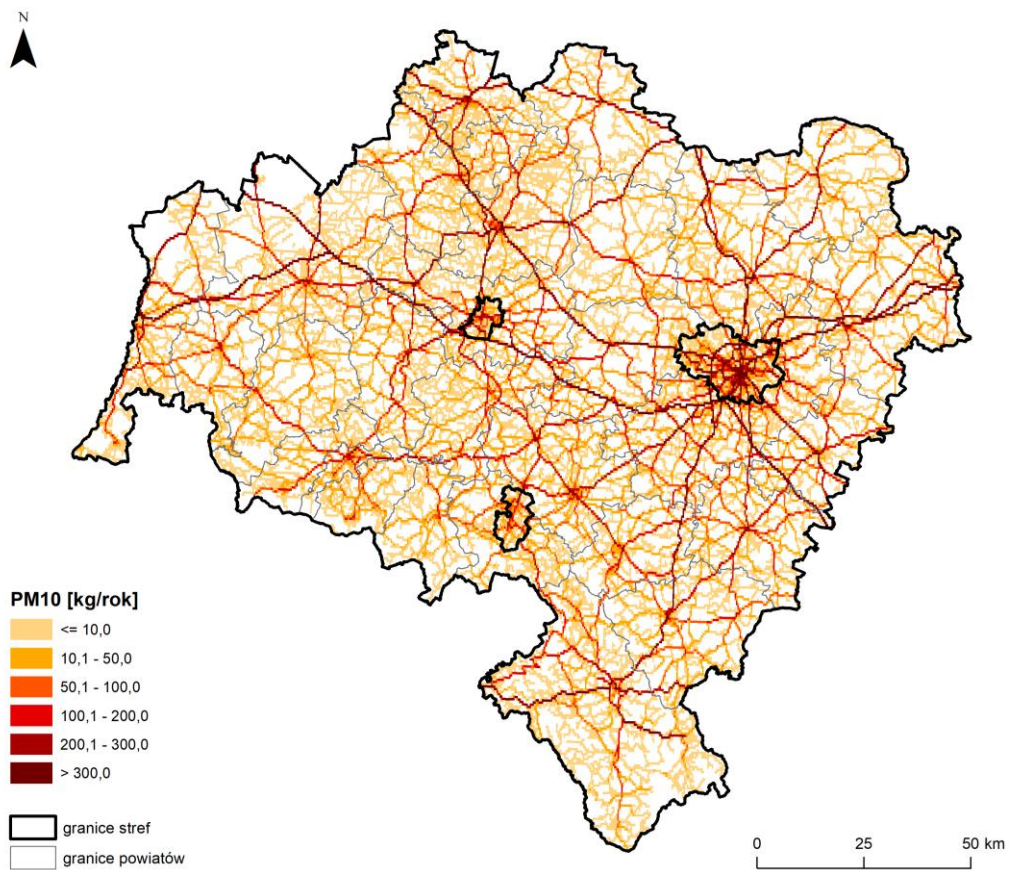 N
PM10 [kg/rok]
<= 10,0
10,1 - 50,0
50,1 - 100,0
100,1 - 200,0
200,1 - 300,0
> 300,0
granice stref
granice powiatów
0 25 50 km